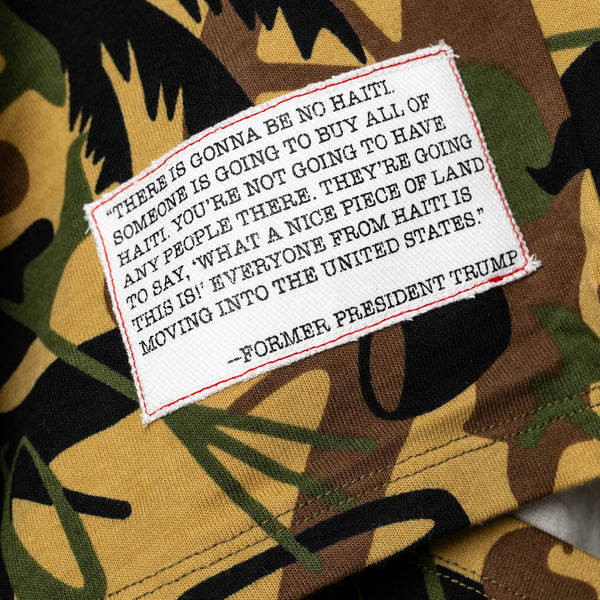 "THERE IS GONNA BE NO HAITI.
SOMEONE IS GOING TO BUY ALL OF
HAITI. YOU'RE NOT GOING TO HAVE
ANY PEOPLE THERE. THEY'RE GOING
TO SAY, 'WHAT A NICE PIECE OF LAND
THIS IS!' EVERYONE FROM HAITI IS
MOVING INTO THE UNITED STATES."
--FORMER PRESIDENT TRUMP